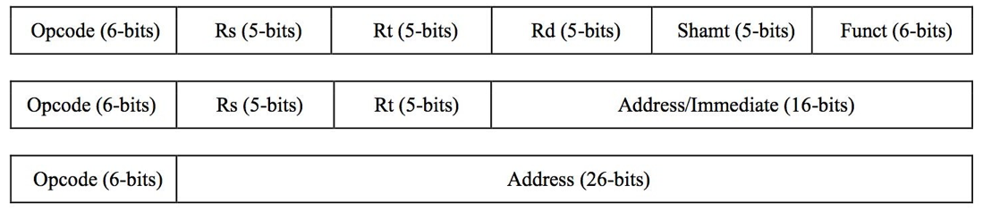 Opcode (6-bits) Rs (5-bits) Rt (5-bits) Rd (5-bits) Shamt (5-bits) Funct (6-bits)
Opcode (6-bits) Rs (5-bits) Rt (5-bits) Address/Immediate (16-bits)
Opcode (6-bits) Address (26-bits)